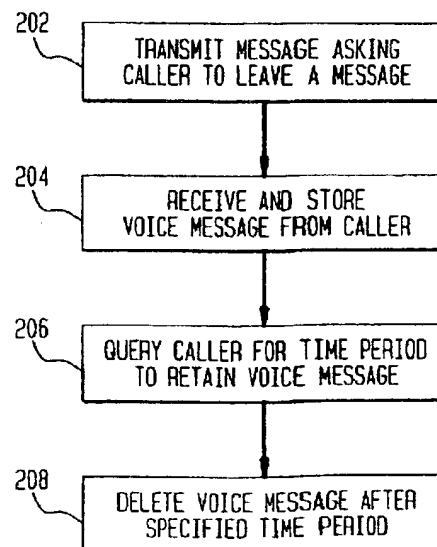 202
TRANSMIT MESSAGE ASKING
CALLER TO LEAVE A MESSAGE
204
RECEIVE AND STORE
VOICE MESSAGE FROM CALLER
206
QUERY CALLER FOR TIME PERIOD
TO RETAIN VOICE MESSAGE
208
DELETE VOICE MESSAGE AFTER
SPECIFIED TIME PERIOD